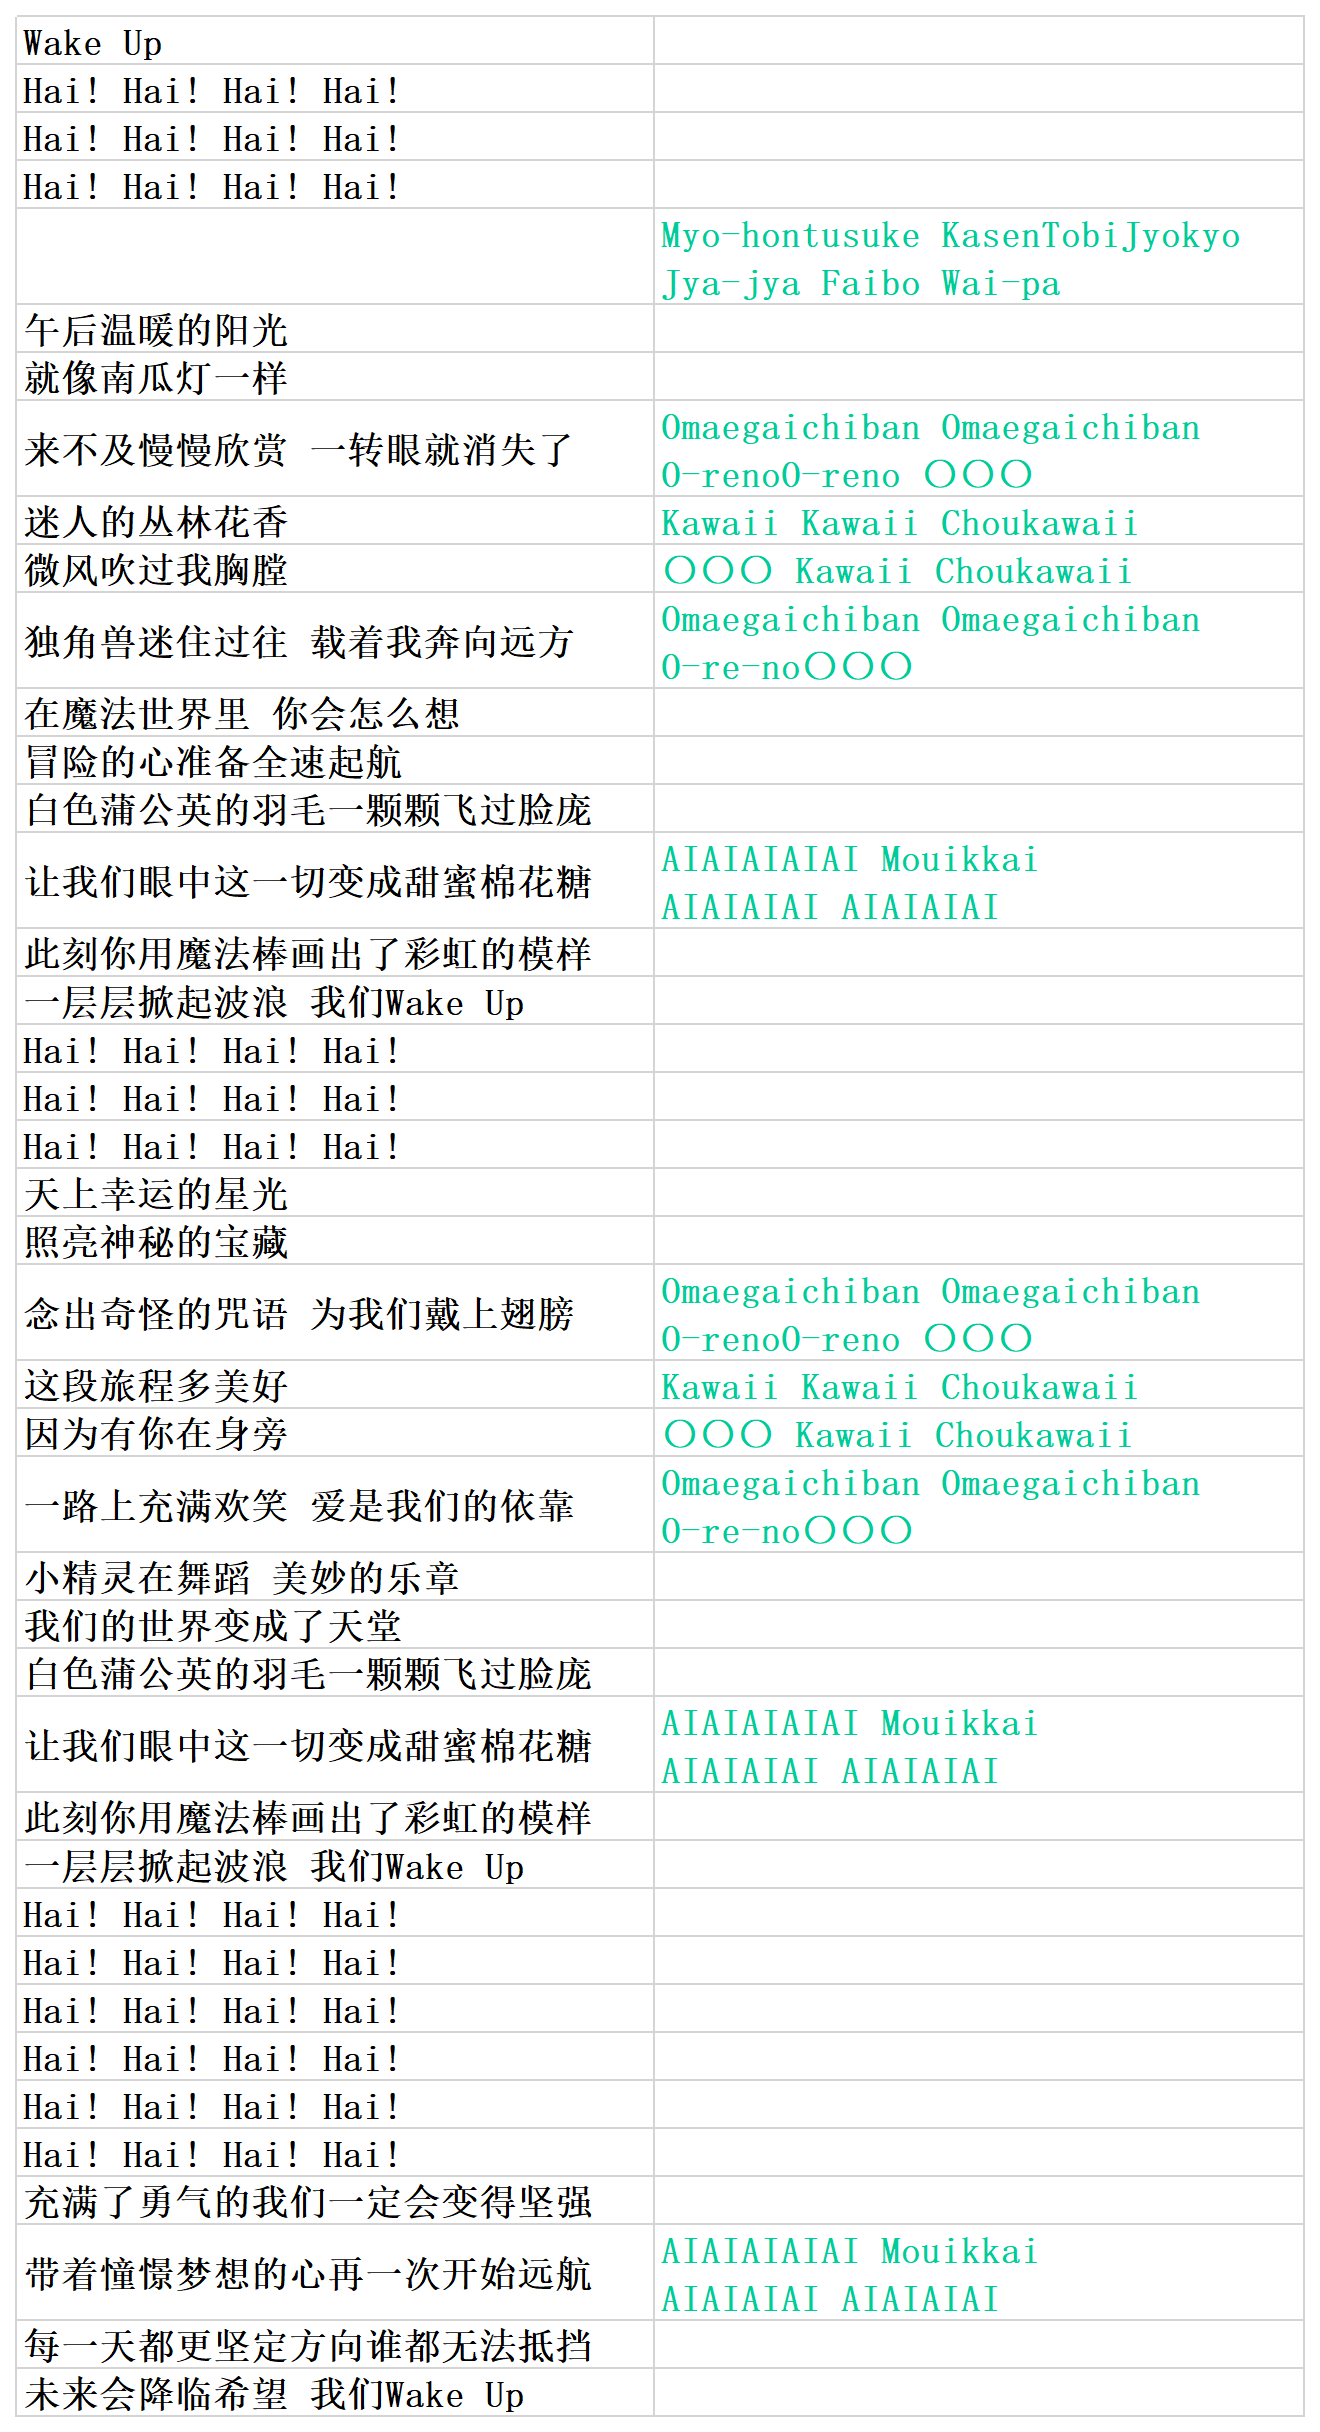 Wake Up
Hai! Hai! Hai! Hai!
Hai! Hai! Hai! Hai!
Hai! Hai! Hai! Hai!
Myo-hontusuke KasenTobiJyokyo
Jya-jya Faibo Wai-pa
午后温暖的阳光
就像南瓜灯一样
来不及慢慢欣赏 一转眼就消失了
Omaegaichiban Omaegaichiban
O-renoO-reno 〇〇〇
迷人的丛林花香
Kawaii Kawaii Choukawaii
微风吹过我胸膛
〇〇〇 Kawaii Choukawaii
独角兽迷住过往 载着我奔向远方
Omaegaichiban Omaegaichiban
O-re-no〇〇〇
在魔法世界里 你会怎么想
冒险的心准备全速起航
白色蒲公英的羽毛一颗颗飞过脸庞
让我们眼中这一切变成甜蜜棉花糖
AIAIAIAIAI Mouikkai
AIAIAIAI AIAIAIAI
此刻你用魔法棒画出了彩虹的模样
一层层掀起波浪 我们Wake Up
Hai! Hai! Hai! Hai!
Hai! Hai! Hai! Hai!
Hai! Hai! Hai! Hai!
天上幸运的星光
照亮神秘的宝藏
念出奇怪的咒语 为我们戴上翅膀
Omaegaichiban Omaegaichiban
O-renoO-reno 〇〇〇
这段旅程多美好
Kawaii Kawaii Choukawaii
因为有你在身旁
〇〇〇 Kawaii Choukawaii
一路上充满欢笑 爱是我们的依靠
Omaegaichiban Omaegaichiban
O-re-no〇〇〇
小精灵在舞蹈 美妙的乐章
我们的世界变成了天堂
白色蒲公英的羽毛一颗颗飞过脸庞
让我们眼中这一切变成甜蜜棉花糖
AIAIAIAIAI Mouikkai
AIAIAIAI AIAIAIAI
此刻你用魔法棒画出了彩虹的模样
一层层掀起波浪 我们Wake Up
Hai! Hai! Hai! Hai!
Hai! Hai! Hai! Hai!
Hai! Hai! Hai! Hai!
Hai! Hai! Hai! Hai!
Hai! Hai! Hai! Hai!
Hai! Hai! Hai! Hai!
充满了勇气的我们一定会变得坚强
带着憧憬梦想的心再一次开始远航
AIAIAIAIAI Mouikkai
AIAIAIAI AIAIAIAI
每一天都更坚定方向谁都无法抵挡
未来会降临希望 我们Wake Up